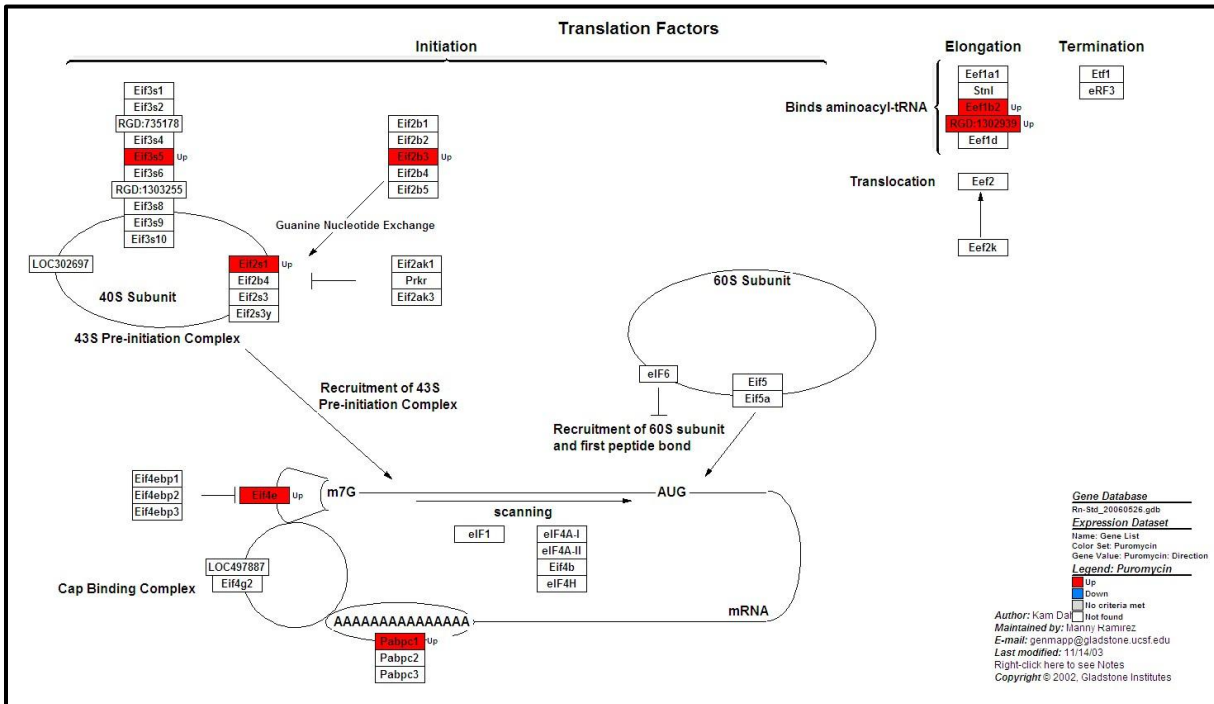 Translation Factors
Initiation
Elongation
Termination
Eif3s1
Eif3s2
RGD:735178
Eif3s4
Eif3s5 Up
Eif3s6
RGD:1303255
Eif3s8
Eif3s9
Eif3s10
Eif2b1
Eif2b2
Eif2b3 Up
Eif2b4
Eif2b5
Guanine Nucleotide Exchange
Binds aminoacyl-tRNA
Eef1a1
Stnl
Eef1b2 Up
RGD:1302939 Up
Eef1d
Etf1
eRF3
Translocation
Eef2
Eef2k
LOC302697
40S Subunit
Eif2s1 Up
Eif2b4
Eif2s3
Eif2s3y
Eif2ak1
Prkr
Eif2ak3
43S Pre-initiation Complex
60S Subunit
eIF6
Eif5
Eif5a
Recruitment of 43S
Pre-initiation Complex
Recruitment of 60S subunit
and first peptide bond
Eif4ebp1
Eif4ebp2
Eif4ebp3
Eif4e Up
m7G
AUG
scanning
eIF1
eIF4A-I
eIF4A-II
Eif4b
eIF4H
LOC497887
Eif4g2
Cap Binding Complex
AAAAAAAAAAAAAAA
mRNA
Pabpc1 Up
Pabpc2
Pabpc3
Gene Database
Rn-Std_20060526.gdb
Expression Dataset
Name: Gene List
Color Set: Puromycin
Gene Value: Puromycin: Direction
Legend: Puromycin
Up
Down
No criteria met
Not found
Author: Kam
Maintained by: Manny Ramirez
E-mail: genmapp@gladstone.ucsf.edu
Last modified: 11/14/03
Right-click here to see Notes
Copyright © 2002, Gladstone Institutes